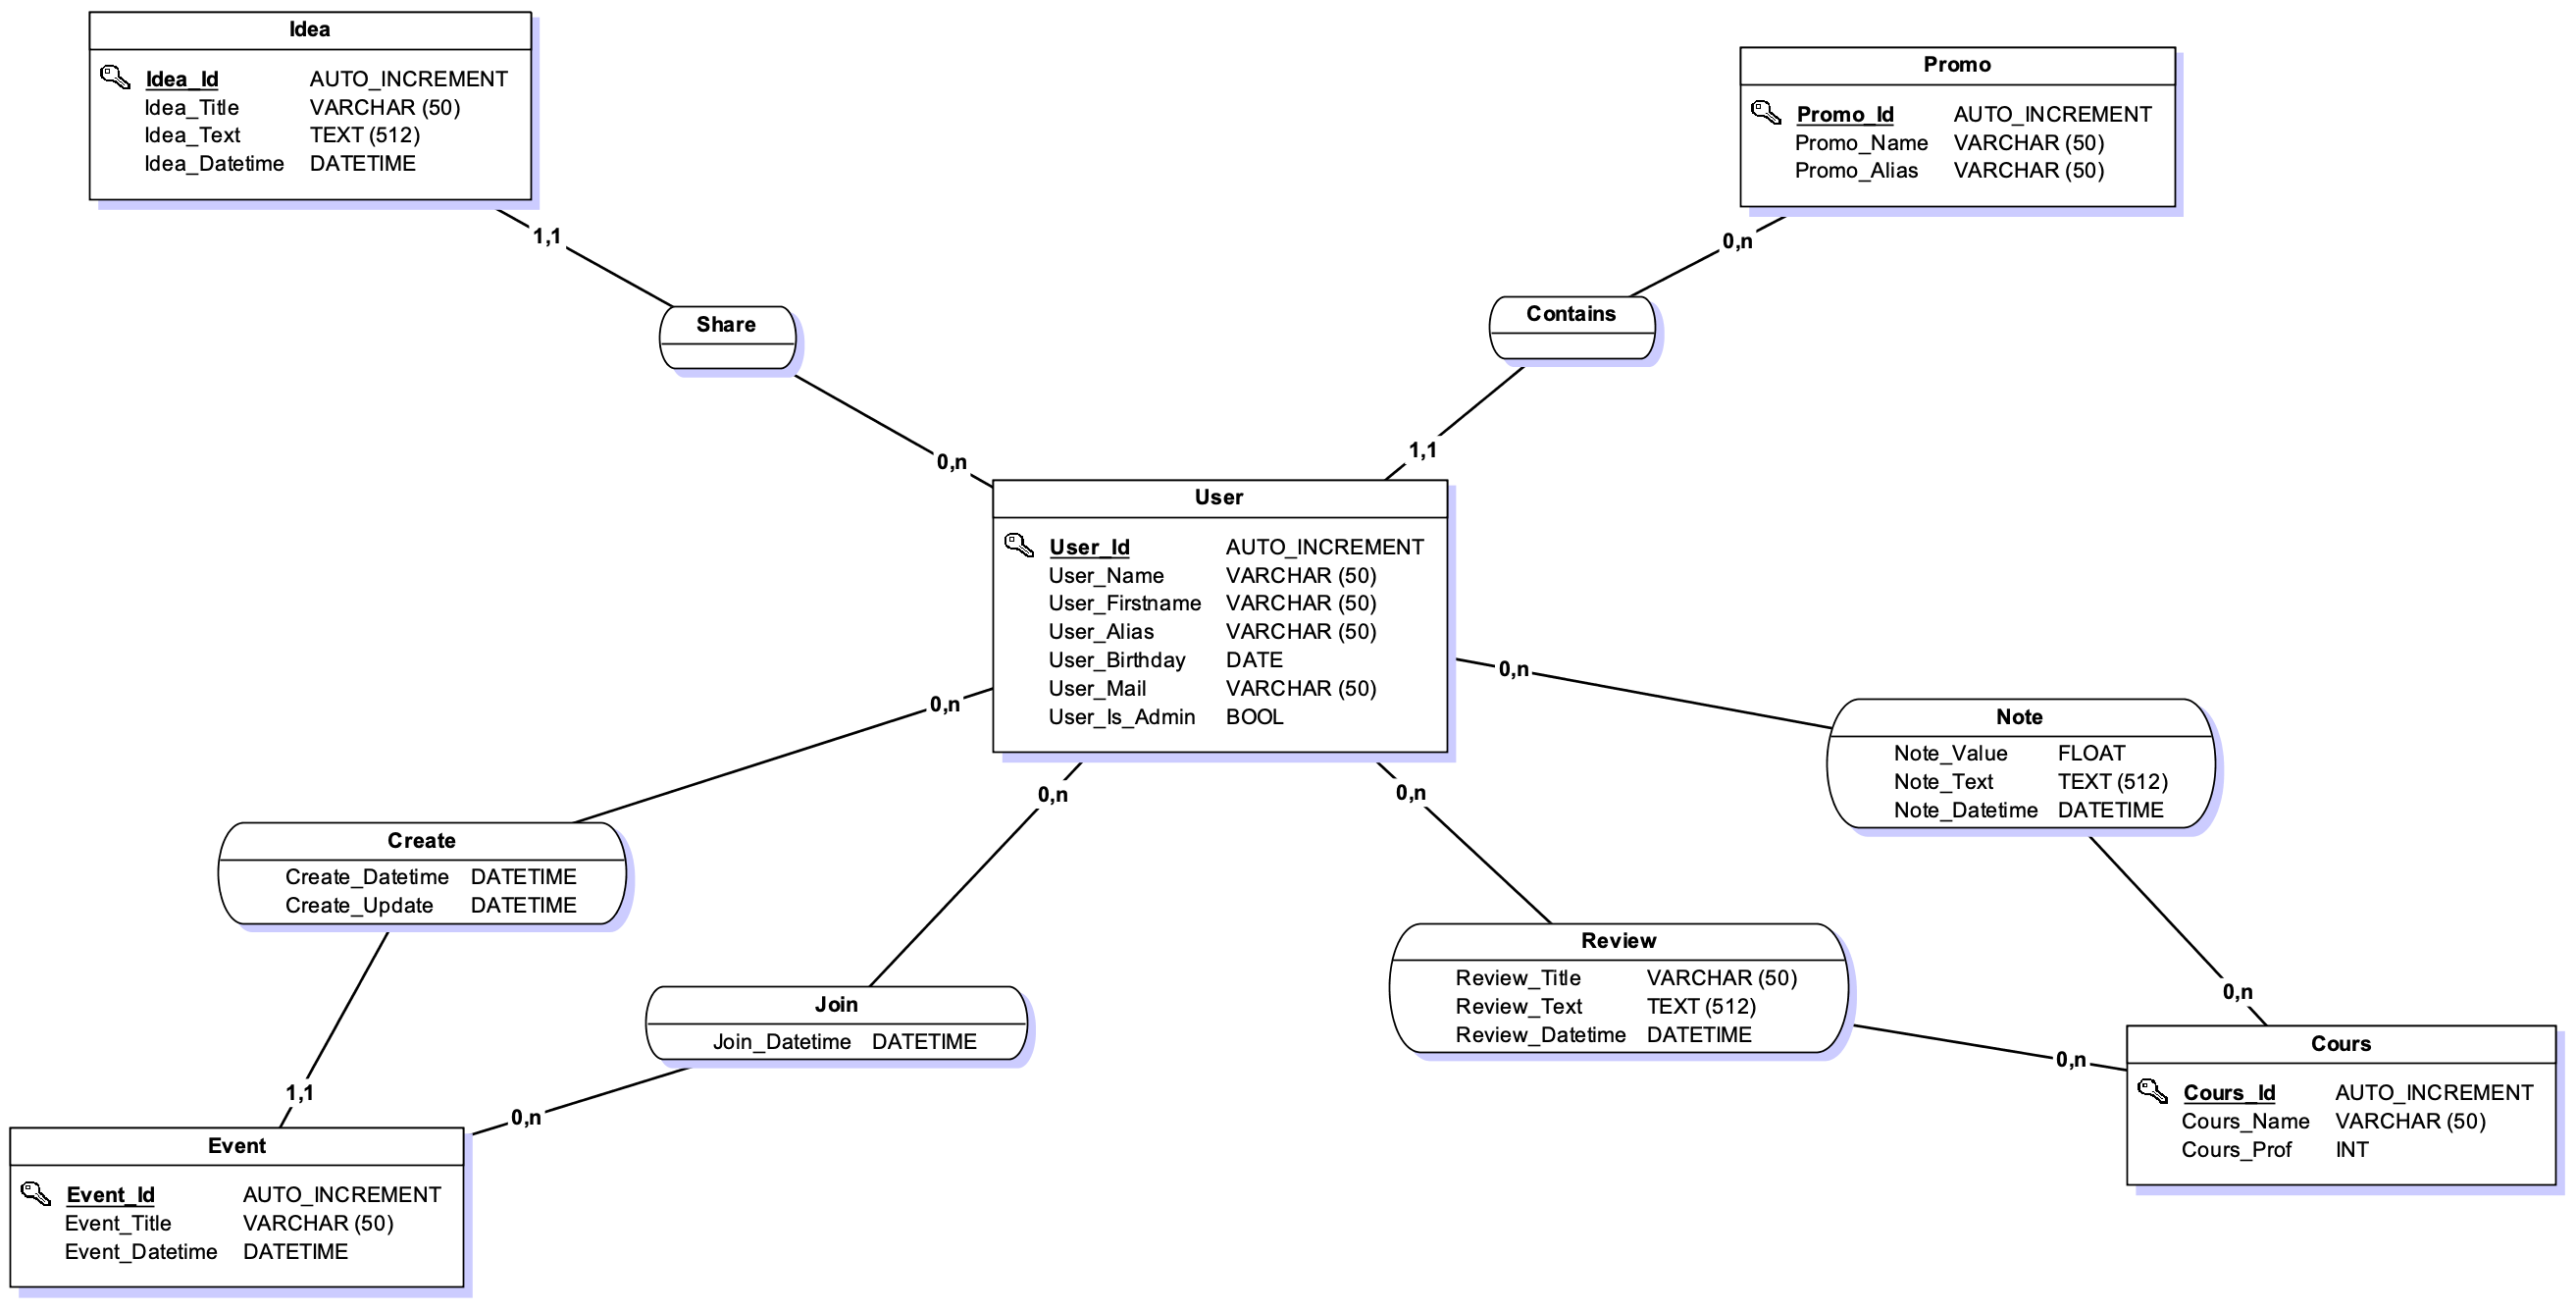 Idea
Idea_Id AUTO_INCREMENT
Idea_Title VARCHAR (50)
Idea_Text TEXT (512)
Idea_Datetime DATETIME
Promo
Promo_Id AUTO_INCREMENT
Promo_Name VARCHAR (50)
Promo_Alias VARCHAR (50)
1,1
0,n
Share
Contains
0,n
1,1
User
User_Id AUTO_INCREMENT
User_Name VARCHAR (50)
User_Firstname VARCHAR (50)
User_Alias VARCHAR (50)
User_Birthday DATE
User_Mail VARCHAR (50)
User_Is_Admin BOOL
0,n
0,n
0,n
0,n
Note
Note_Value FLOAT
Note_Text TEXT (512)
Note_Datetime DATETIME
Create
Create_Datetime DATETIME
Create_Update DATETIME
Join
Join_Datetime DATETIME
Review
Review_Title VARCHAR (50)
Review_Text TEXT (512)
Review_Datetime DATETIME
0,n
0,n
1,1
0,n
Cours
Cours_Id AUTO_INCREMENT
Cours_Name VARCHAR (50)
Cours_Prof INT
Event
Event_Id AUTO_INCREMENT
Event_Title VARCHAR (50)
Event_Datetime DATETIME